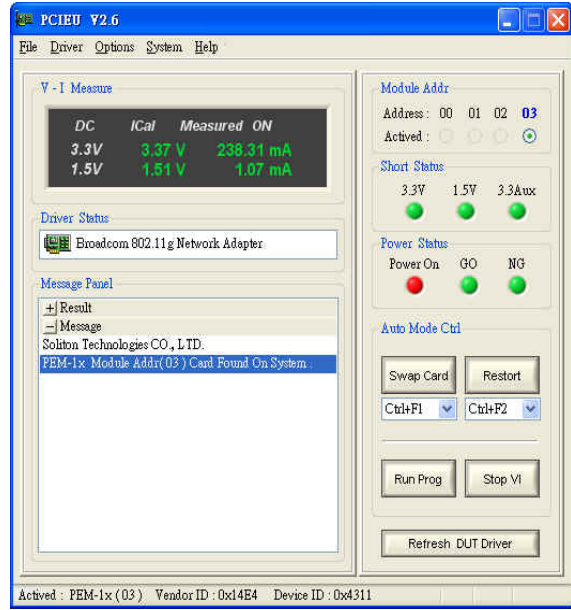 PCIEU V2.6
File Driver Options System Help
V - I Measure
DC ICal Measured ON
3.3V 3.37 V 238.31 mA
1.5V 1.51 V 1.07 mA
Driver Status
Broadcom 802.11g Network Adapter
Message Panel
+ Result
- Message
Soliton Technologies CO., LTD.
PEM-1x Module Addr( 03 ) Card Found On System .
Module Addr
Address : 00 01 02 03
Actived :
Short Status
3.3V 1.5V 3.3Aux
Power Status
Power On GO NG
Auto Mode Ctrl
Swap Card Restort
Ctrl+F1 Ctrl+F2
Run Prog Stop VI
Refresh DUT Driver
Actived : PEM-1x ( 03 ) Vendor ID : 0x14E4 Device ID : 0x4311